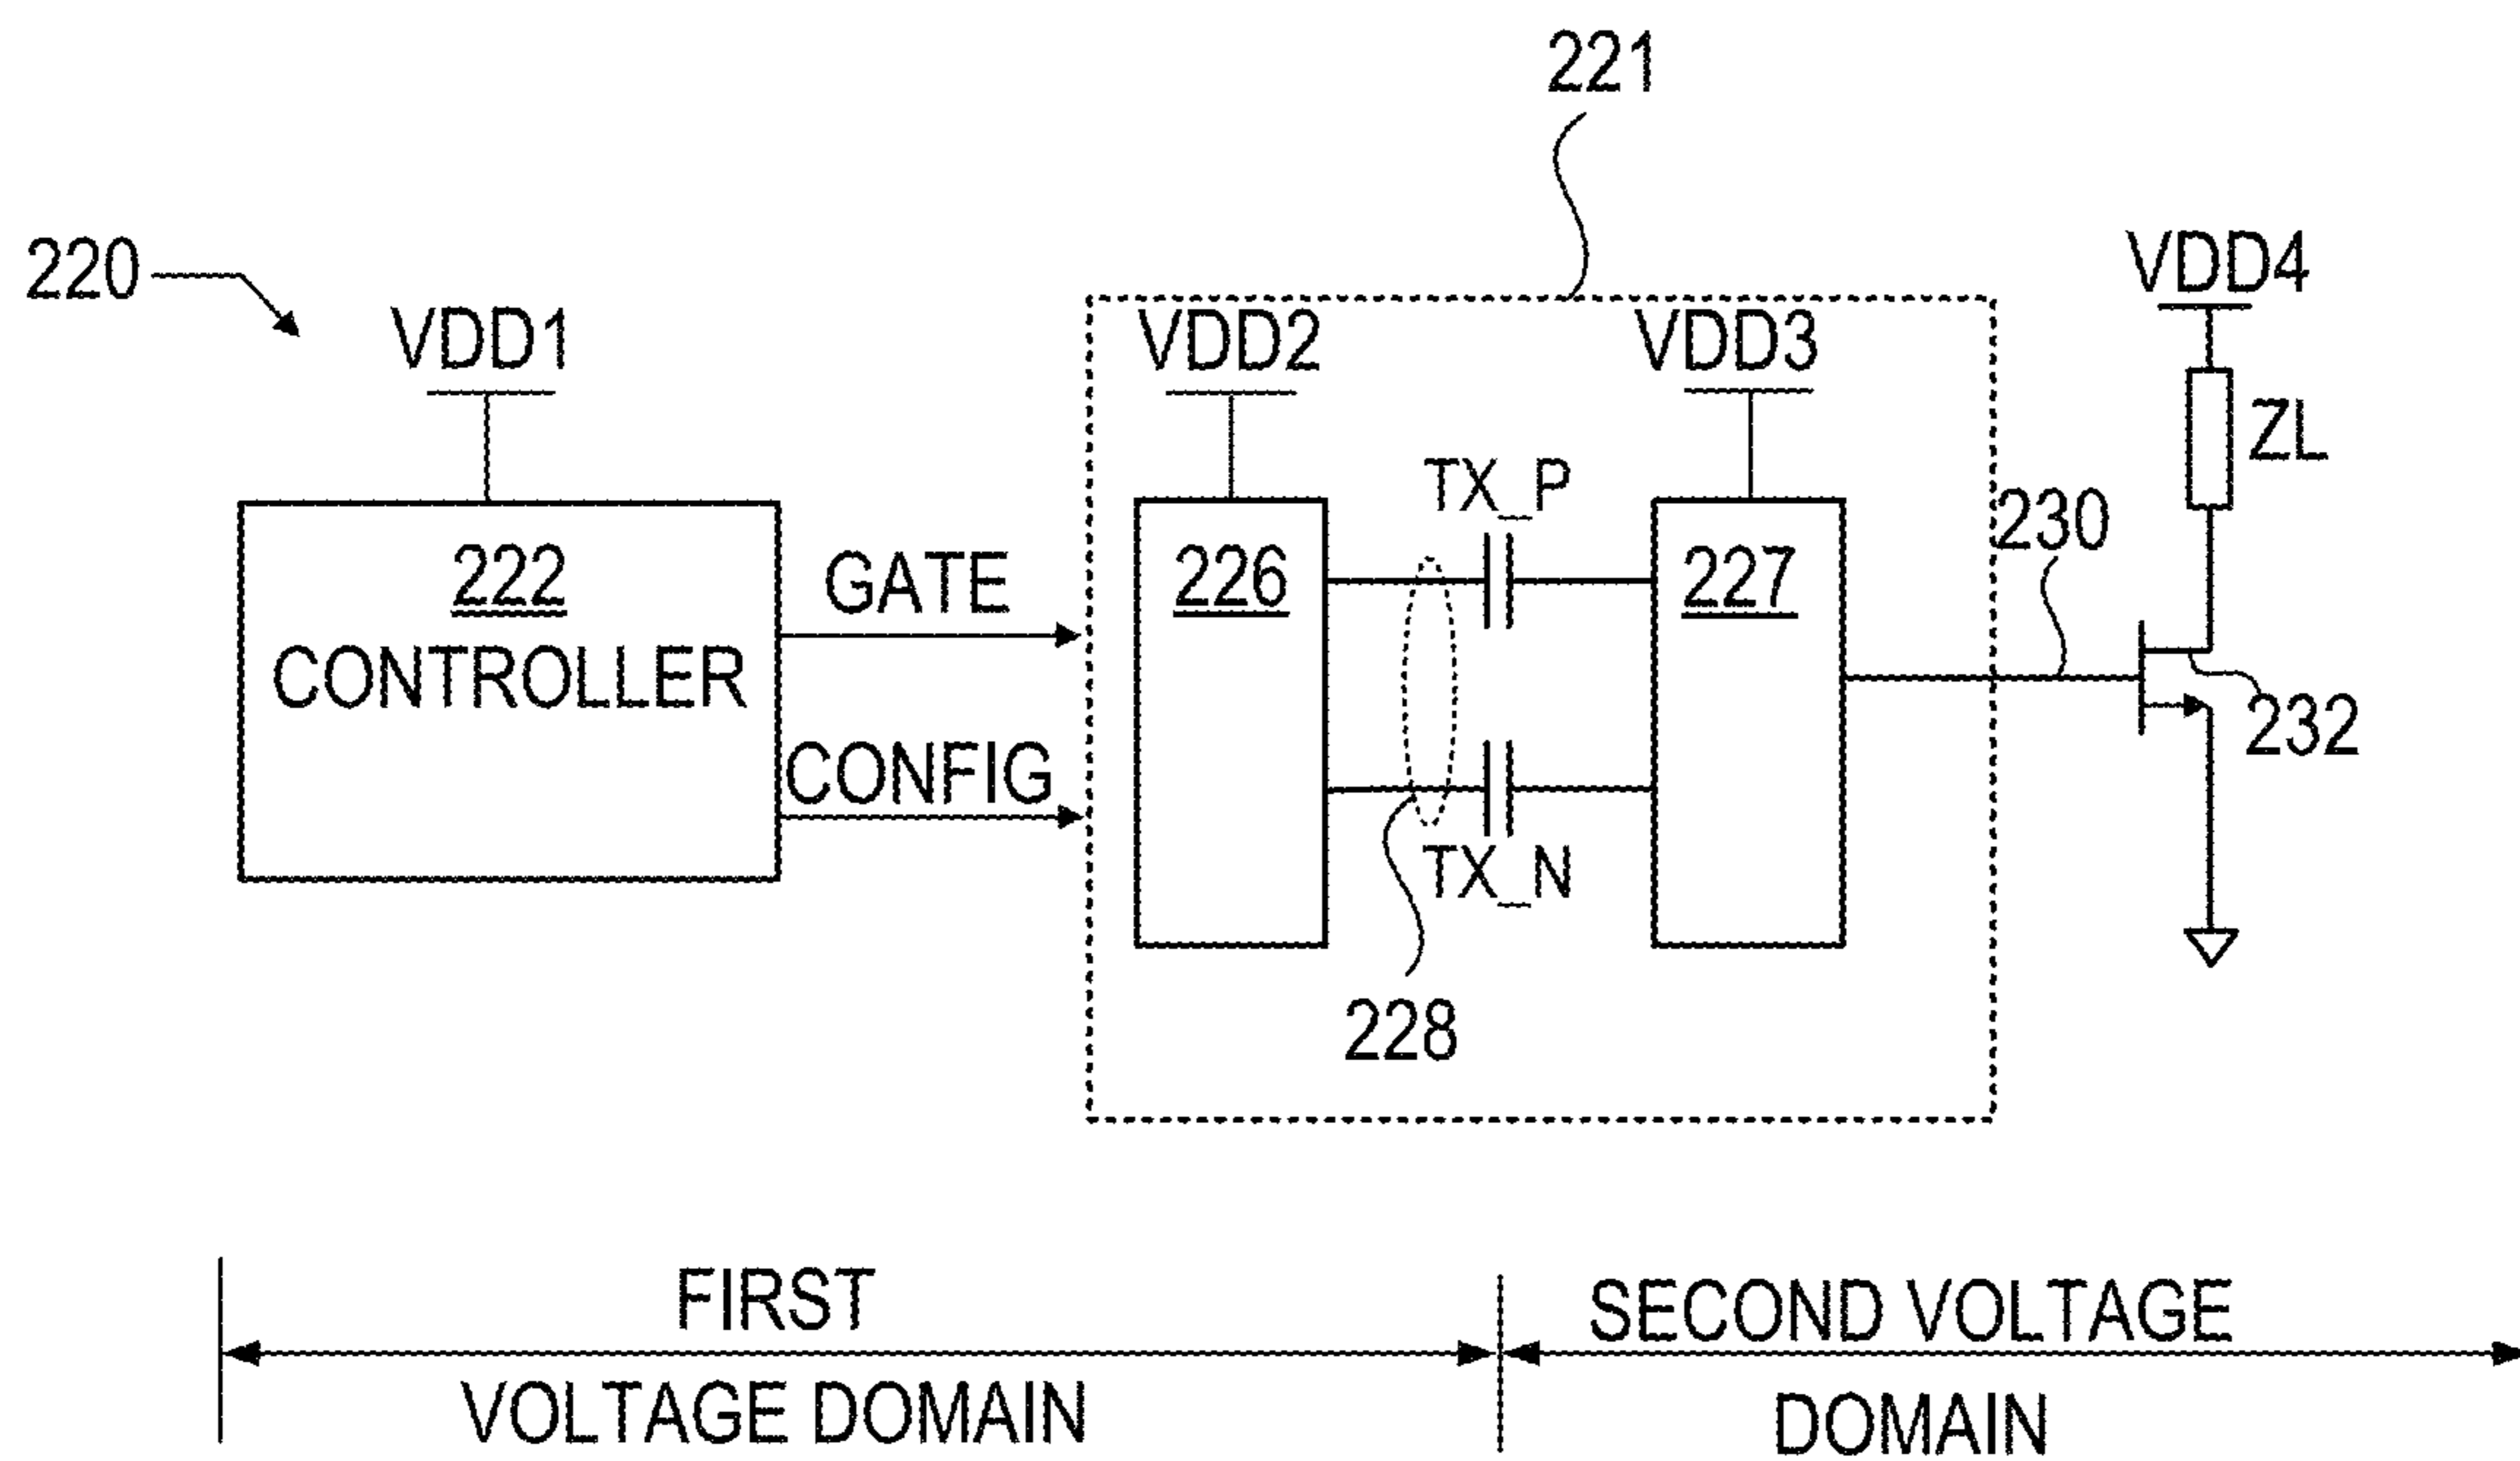 221
220
VDD1
VDD2
VDD3
VDD4
ZL
TX_P
230
222
CONTROLLER
GATE
CONFIG
226
227
232
TX_N
228
FIRST
VOLTAGE DOMAIN
SECOND VOLTAGE
DOMAIN